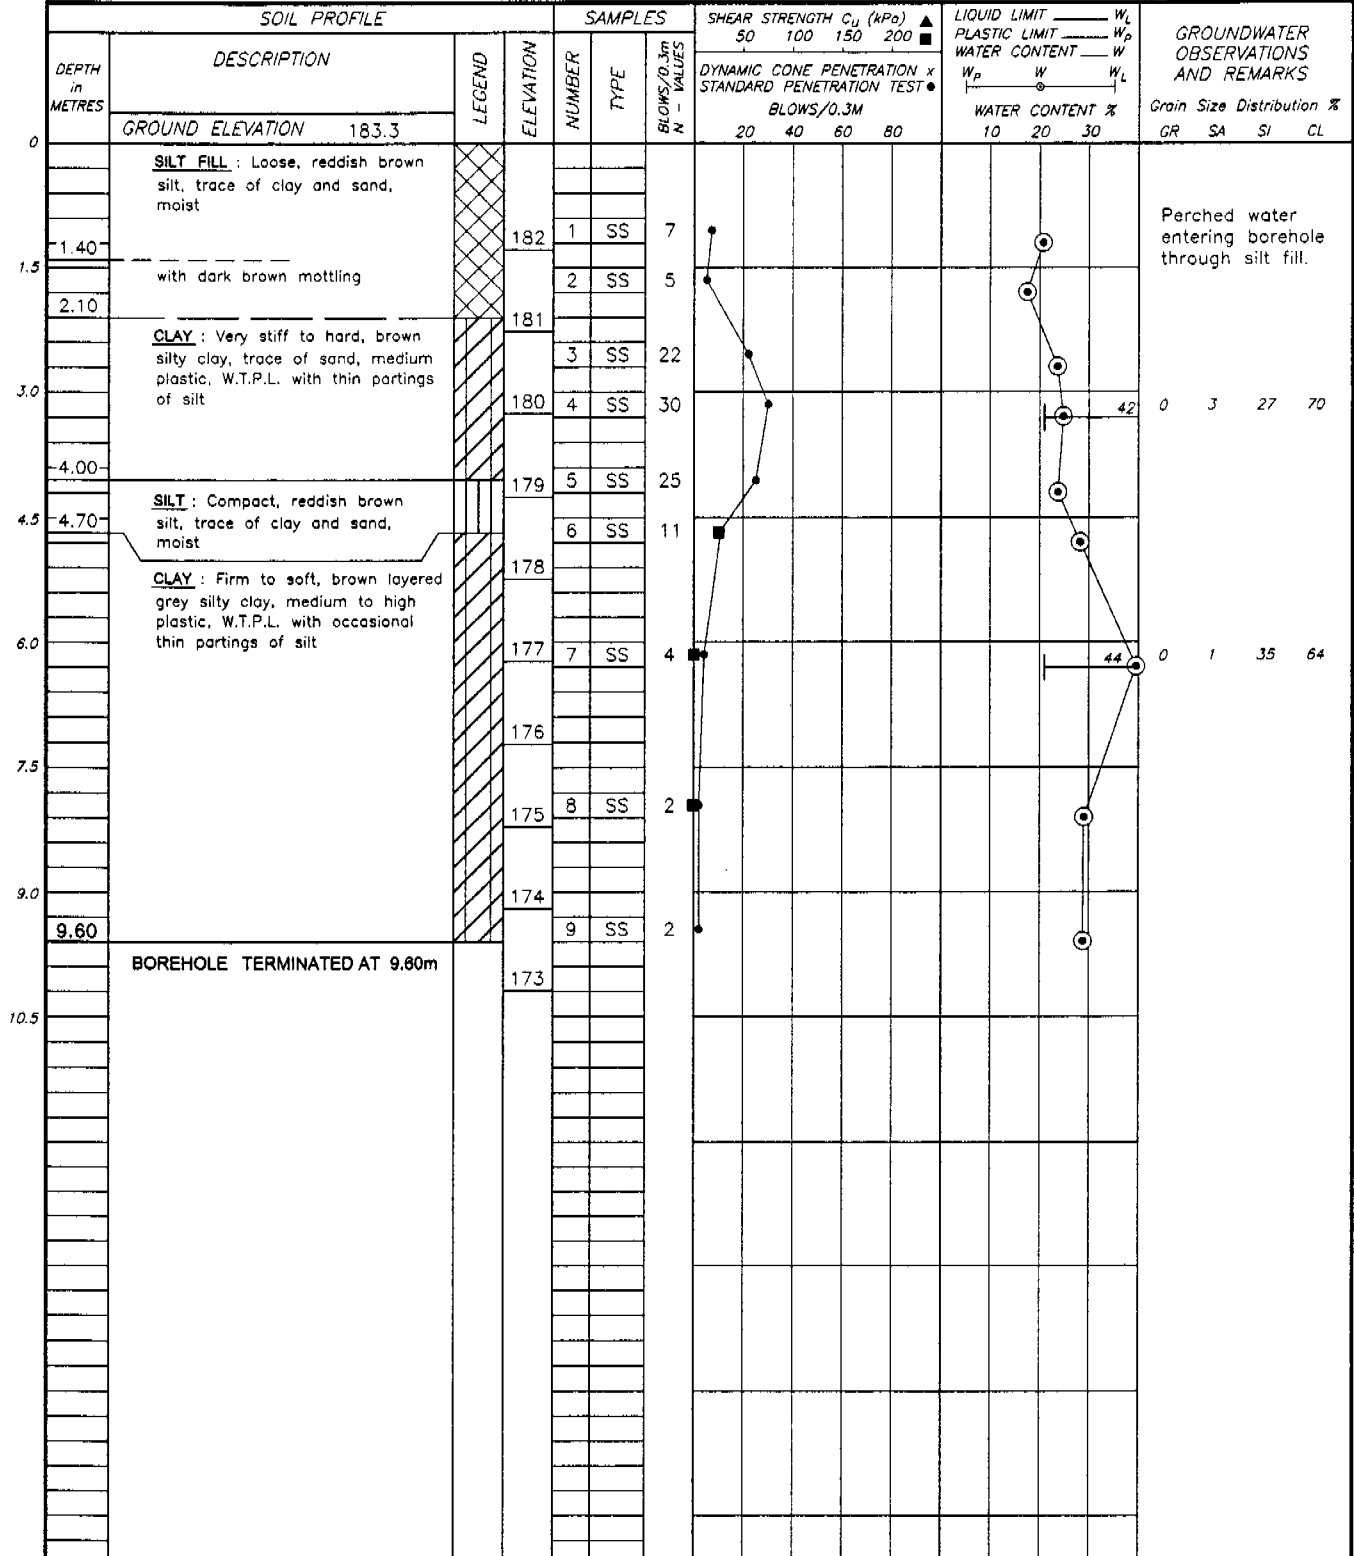 SOIL PROFILE
SAMPLES
SHEAR STRENGTH Cu (kPa) ▲
50 100 150 200 ■
LIQUID LIMIT WL
PLASTIC LIMIT Wp
WATER CONTENT W
GROUNDWATER
OBSERVATIONS
AND REMARKS
DEPTH
in
METRES
DESCRIPTION
LEGEND
ELEVATION
NUMBER
TYPE
BLOWS/0.3m
N - VALUES
DYNAMIC CONE PENETRATION x
STANDARD PENETRATION TEST ●
BLOWS/0.3M
20 40 60 80
Wp W WL
WATER CONTENT %
10 20 30
Grain Size Distribution %
GR SA SI CL
GROUND ELEVATION 183.3
0
SILT FILL : Loose, reddish brown
silt, trace of clay and sand,
moist
182 1 SS 7
Perched water
entering borehole
through silt fill.
1.40
1.5
with dark brown mottling
2 SS 5
2.10
181
CLAY : Very stiff to hard, brown
silty clay, trace of sand, medium
plastic, W.T.P.L. with thin partings
of silt
3 SS 22
3.0
180 4 SS 30
42 0 3 27 70
4.00
179 5 SS 25
SILT : Compact, reddish brown
silt, trace of clay and sand,
moist
4.5 4.70
6 SS 11
178
CLAY : Firm to soft, brown layered
grey silty clay, medium to high
plastic, W.T.P.L. with occasional
thin partings of silt
6.0
177 7 SS 4
44 0 1 35 64
176
7.5
175 8 SS 2
9.0
174
9.60
9 SS 2
BOREHOLE TERMINATED AT 9.60m
173
10.5